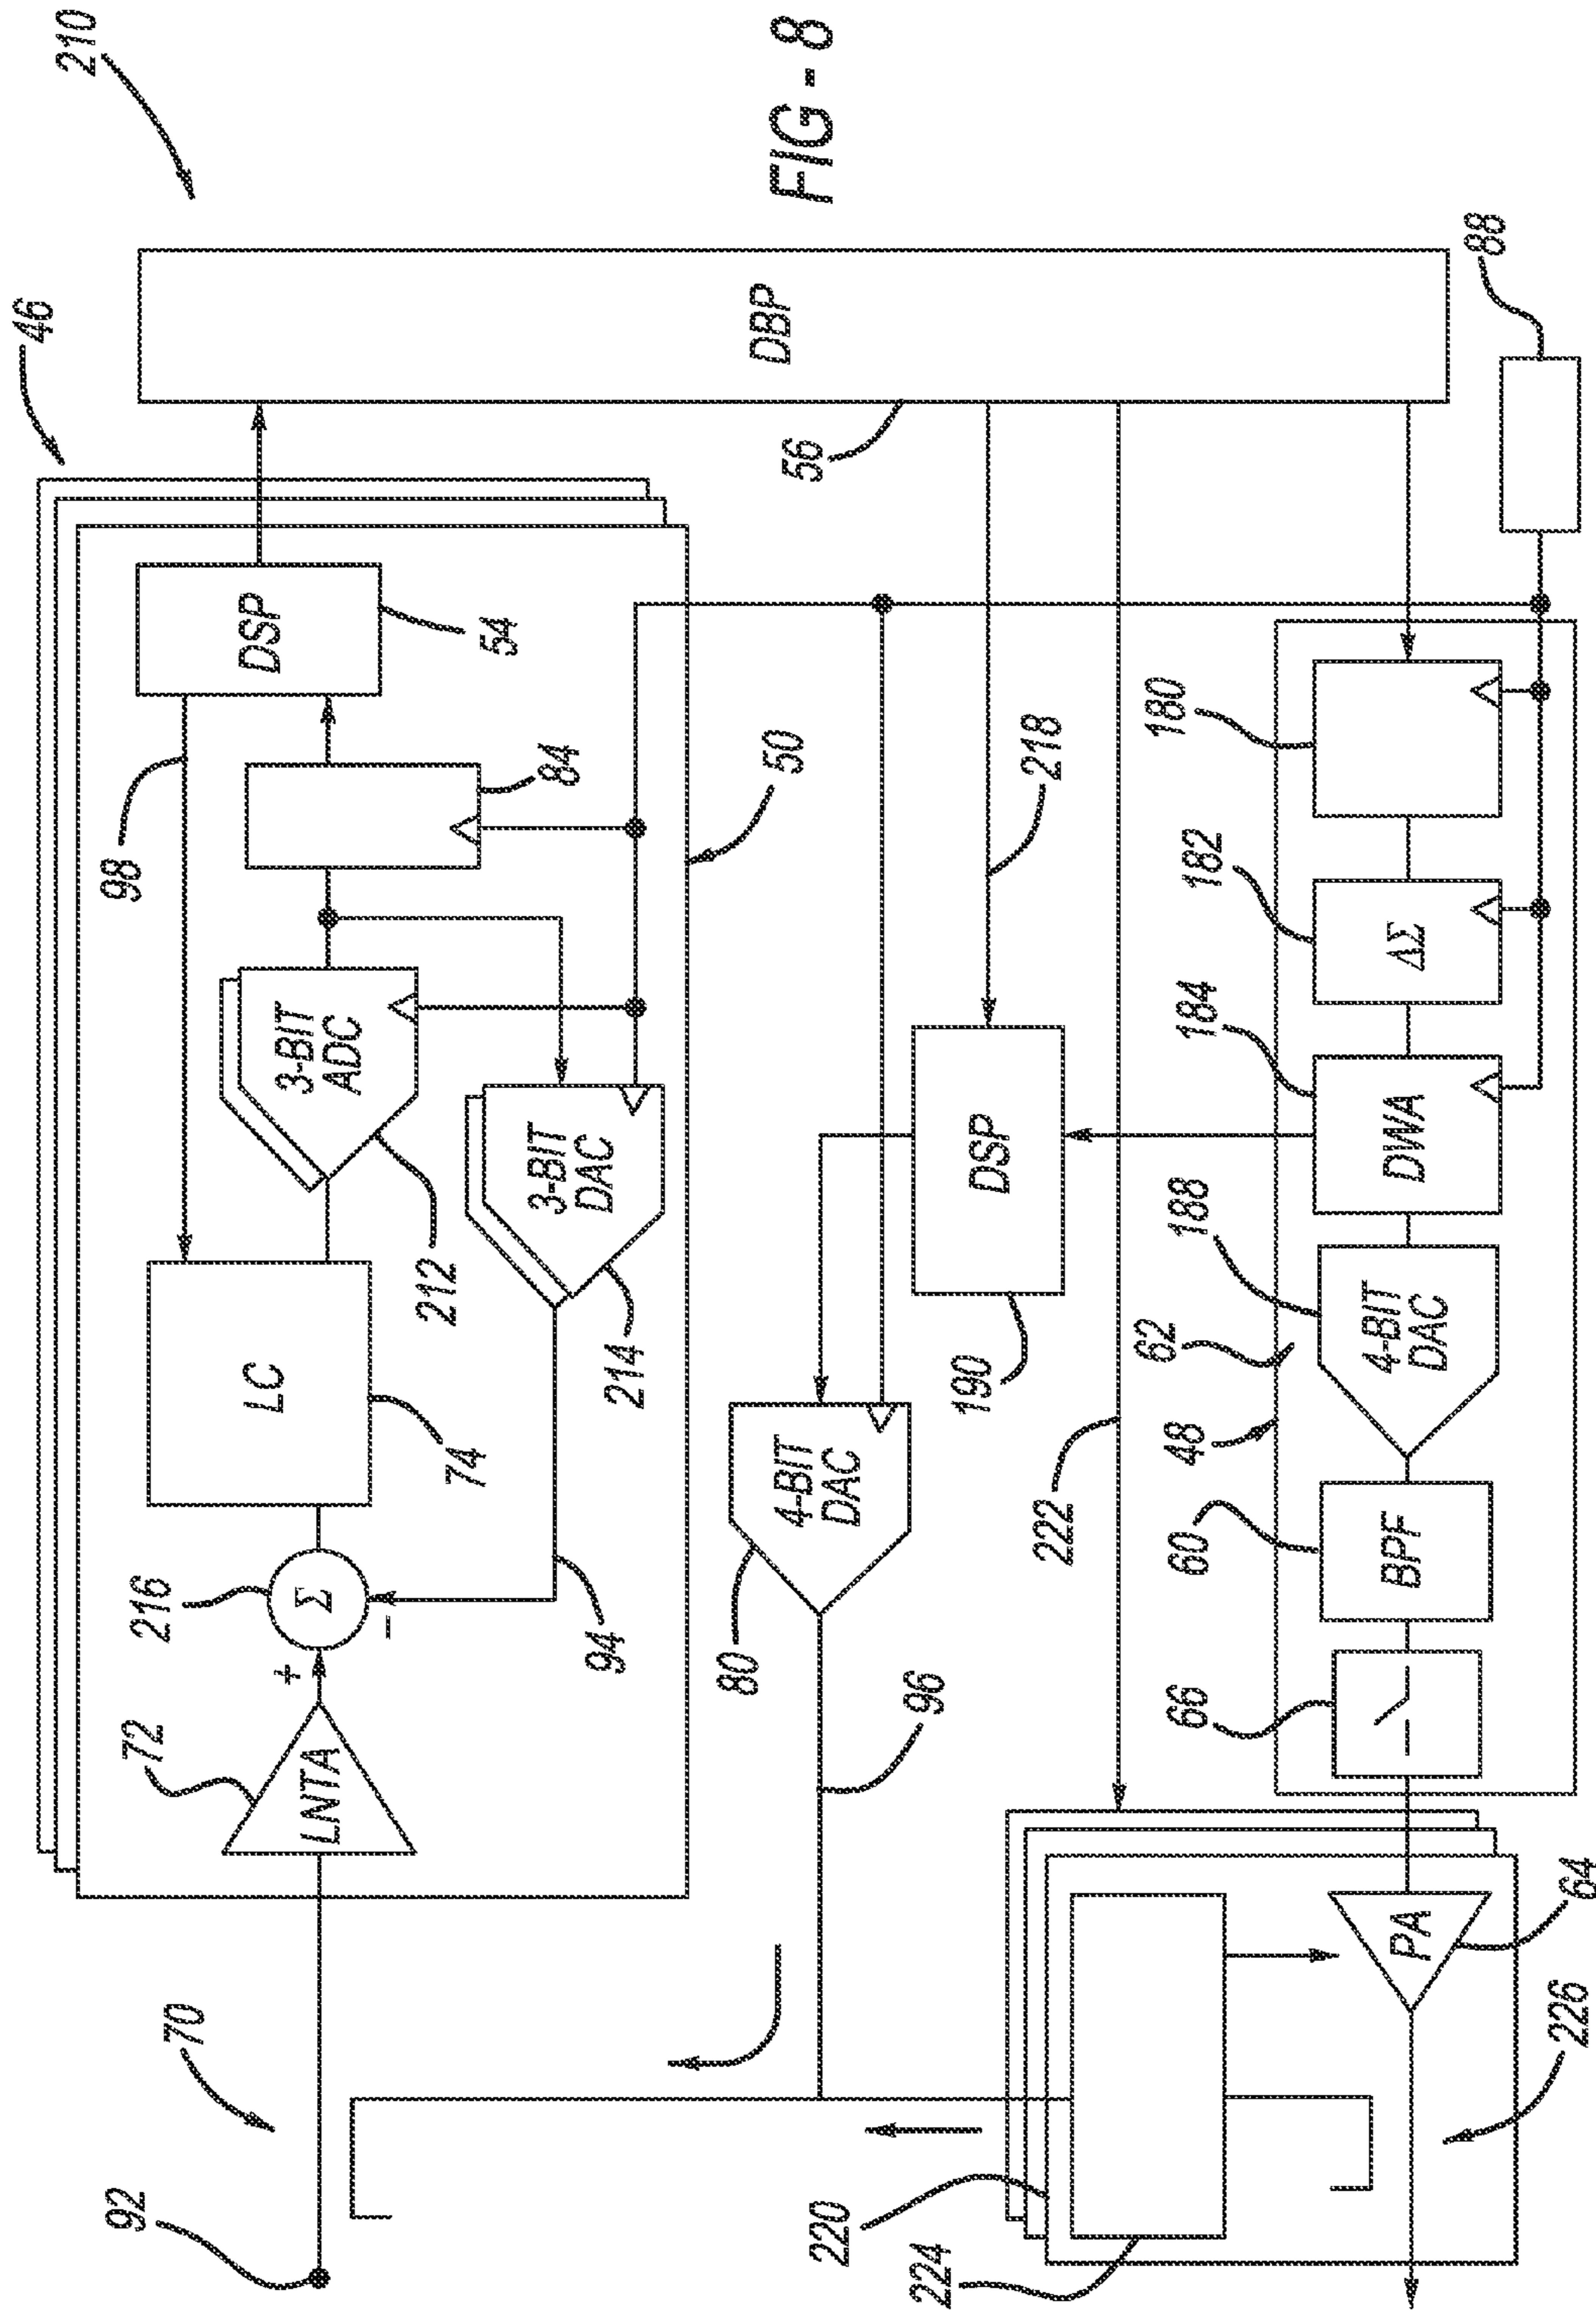 210
46
98
DSP
54
84
3-BIT
ADC
212
3-BIT
DAC
214
LC
74
216
Σ
+
−
94
72
LNTA
50
70
92
DBP
56
FIG - 8
88
218
DSP
190
4-BIT
DAC
80
96
222
180
182
ΔΣ
184
DWA
188
4-BIT
DAC
62
48
60
BPF
66
64
PA
226
220
224